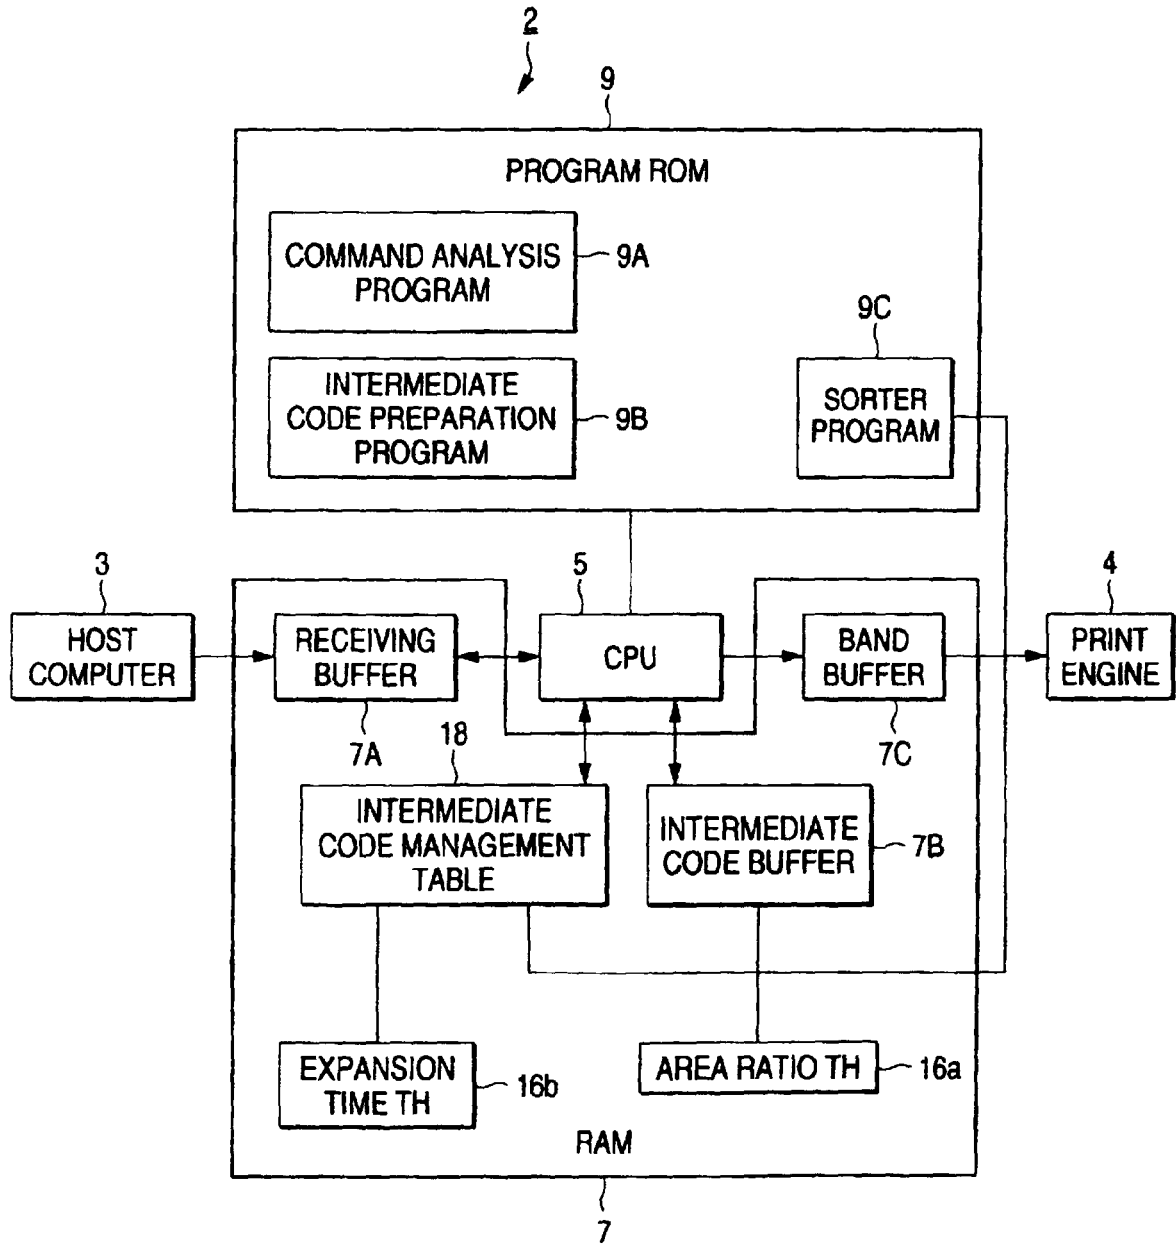 2
9
PROGRAM ROM
COMMAND ANALYSIS
PROGRAM
9A
9C
INTERMEDIATE
CODE PREPARATION
PROGRAM
9B
SORTER
PROGRAM
3
5
4
HOST
COMPUTER
RECEIVING
BUFFER
CPU
BAND
BUFFER
PRINT
ENGINE
7A
18
7C
INTERMEDIATE
CODE MANAGEMENT
TABLE
INTERMEDIATE
CODE BUFFER
7B
EXPANSION
TIME TH
16b
AREA RATIO TH
16a
RAM
7